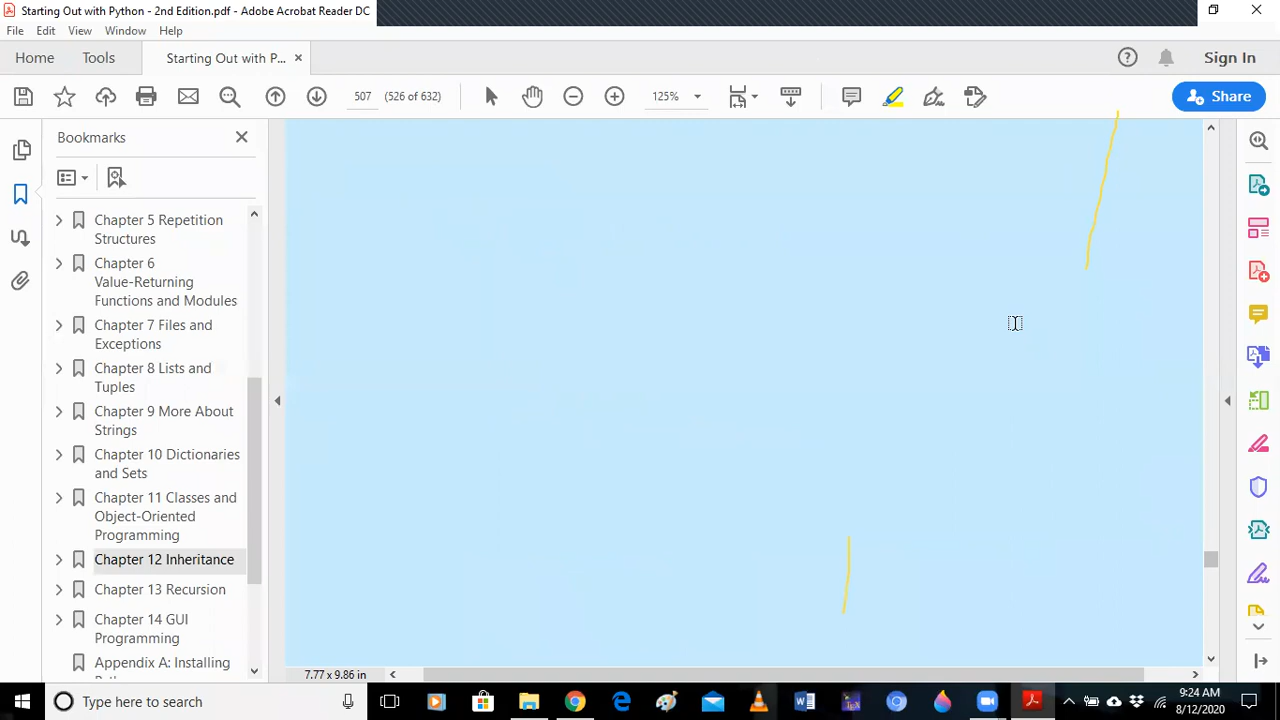 Starting Out with Python - 2nd Edition.pdf - Adobe Acrobat Reader DC
File Edit View Window Help
Home Tools Starting Out with P... Sign In
507 (526 of 632) 125% Share
Bookmarks
Chapter 5 Repetition
Structures
Chapter 6
Value-Returning
Functions and Modules
Chapter 7 Files and
Exceptions
Chapter 8 Lists and
Tuples
Chapter 9 More About
Strings
Chapter 10 Dictionaries
and Sets
Chapter 11 Classes and
Object-Oriented
Programming
Chapter 12 Inheritance
Chapter 13 Recursion
Chapter 14 GUI
Programming
Appendix A: Installing
7.77 x 9.86 in
Type here to search
9:24 AM
8/12/2020